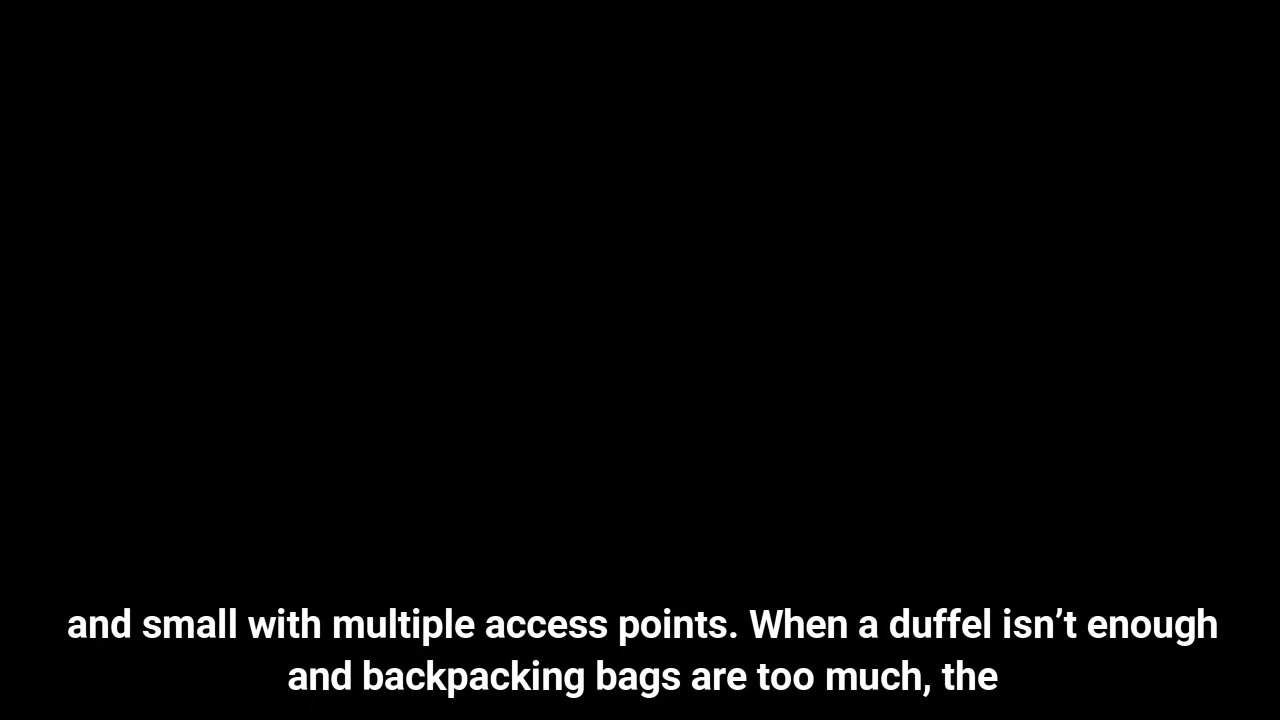 and small with multiple access points. When a duffel isn’t enough
and backpacking bags are too much, the